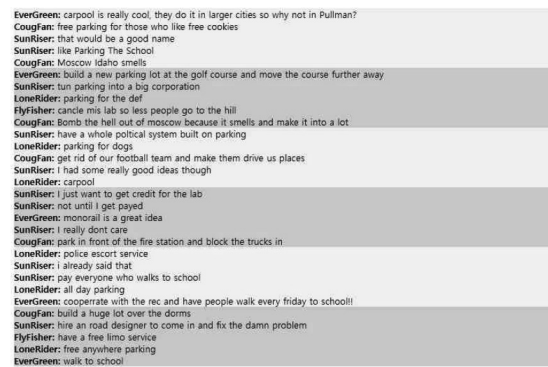 EverGreen: carpool is really cool, they do it in larger cities so why not in Pullman?
CougFan: free parking for those who like free cookies
SunRiser: that would be a good name
SunRiser: like Parking The School
CougFan: Moscow Idaho smells
EverGreen: build a new parking lot at the golf course and move the course further away
SunRiser: tun parking into a big corporation
LoneRider: parking for the def
FlyFisher: cancle mis lab so less people go to the hill
CougFan: Bomb the hell out of moscow because it smells and make it into a lot
SunRiser: have a whole poltical system built on parking
LoneRider: parking for dogs
CougFan: get rid of our football team and make them drive us places
SunRiser: I had some really good ideas though
LoneRider: carpool
SunRiser: I just want to get credit for the lab
SunRiser: not until I get payed
EverGreen: monorail is a great idea
SunRiser: I really dont care
CougFan: park in front of the fire station and block the trucks in
LoneRider: police escort service
SunRiser: i already said that
SunRiser: pay everyone who walks to school
LoneRider: all day parking
EverGreen: cooperrate with the rec and have people walk every friday to school!!
CougFan: build a huge lot over the dorms
SunRiser: hire an road designer to come in and fix the damn problem
FlyFisher: have a free limo service
LoneRider: free anywhere parking
EverGreen: walk to school